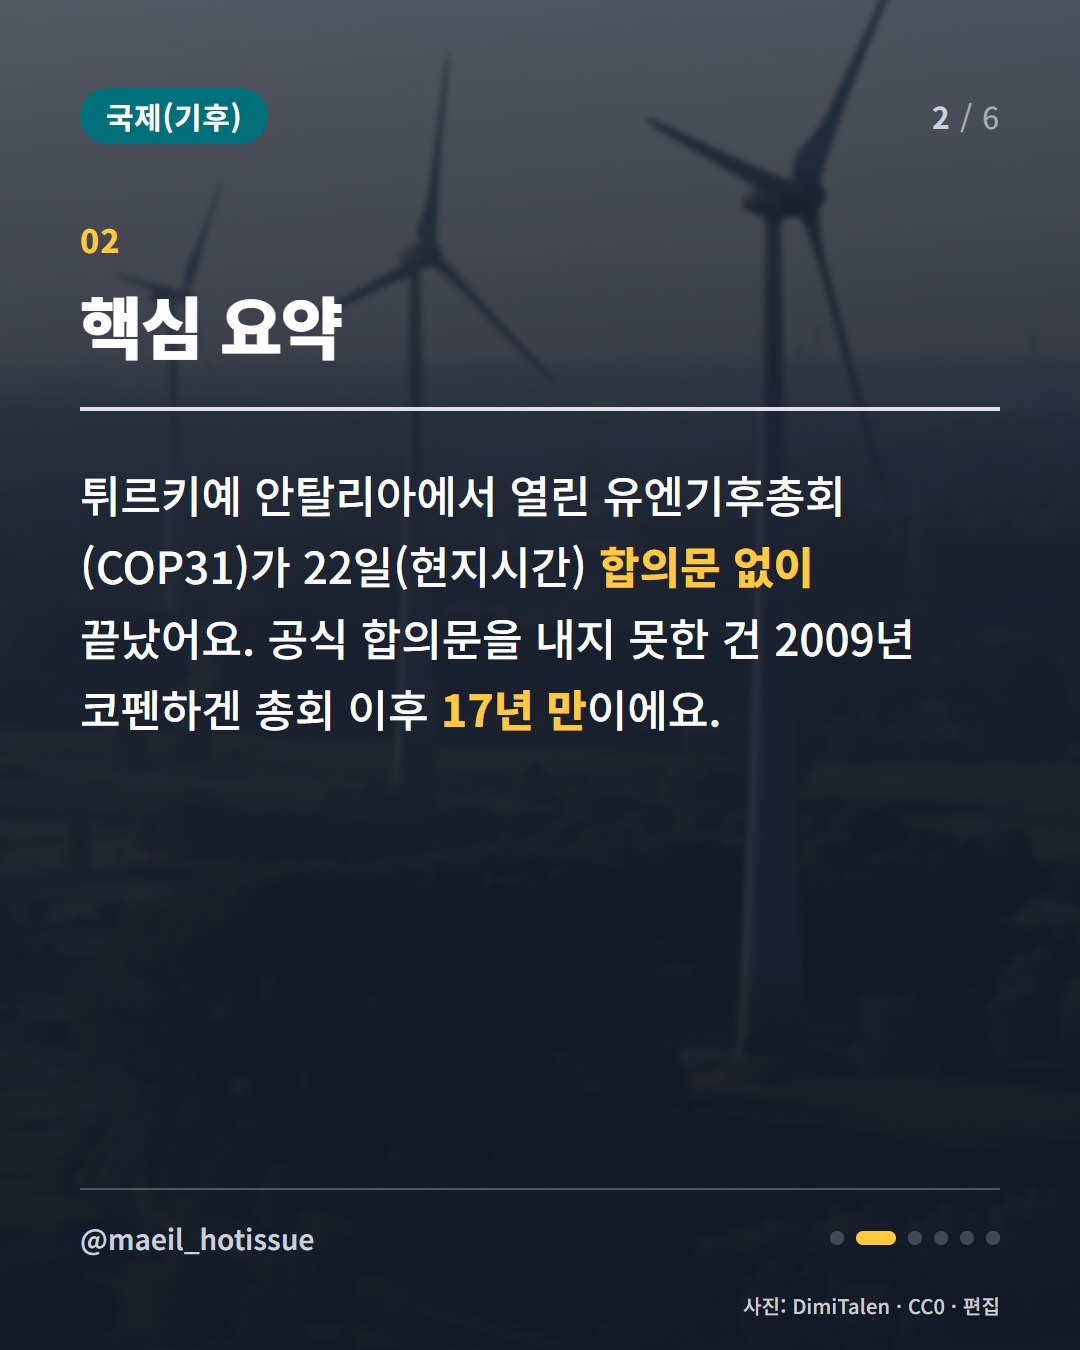 국제(기후)
2 / 6
02
핵심 요약
튀르키예 안탈리아에서 열린 유엔기후총회
(COP31)가 22일(현지시간) 합의문 없이
끝났어요. 공식 합의문을 내지 못한 건 2009년
코펜하겐 총회 이후 17년 만이에요.
@maeil_hotissue
사진: DimiTalen · CC0 · 편집